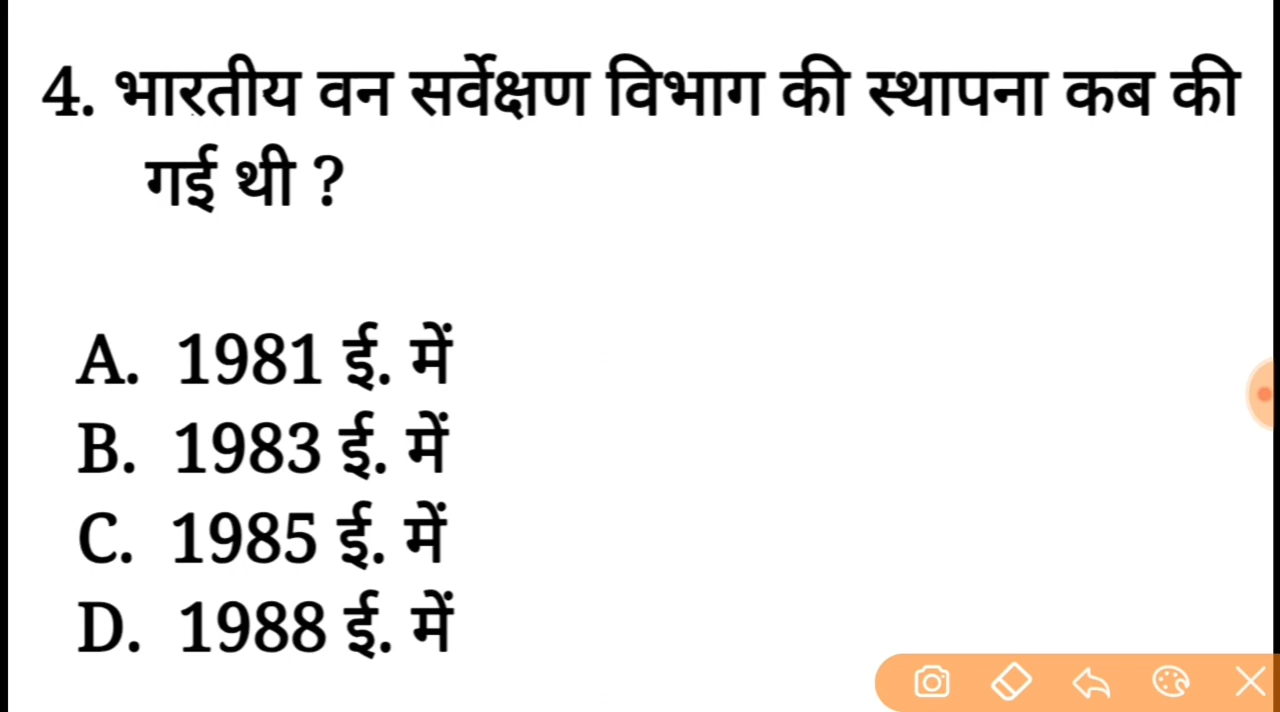 4. भारतीय वन सर्वेक्षण विभाग की स्थापना कब की
गई थी ?
A. 1981 ई. में
B. 1983 ई. में
C. 1985 ई. में
D. 1988 ई. में